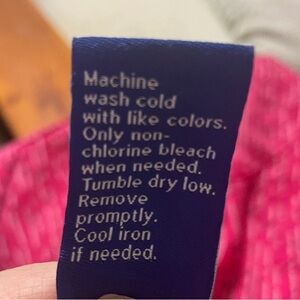 Machine
wash cold
with like colors.
Only non-
chlorine bleach
when needed.
Tumble dry low.
Remove
promptly.
Cool iron
if needed.